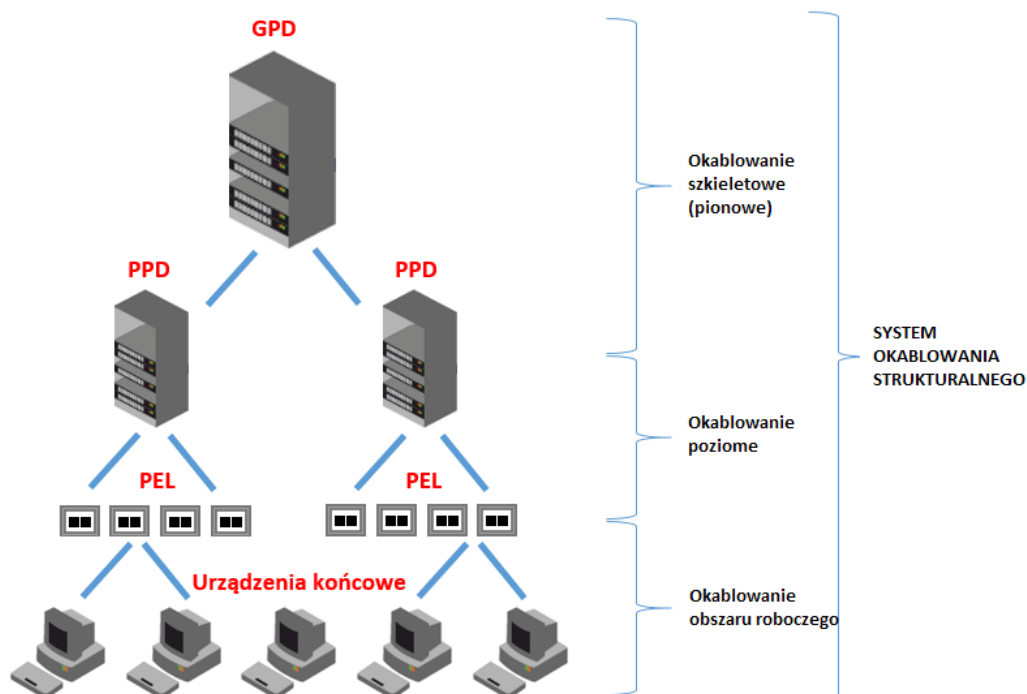 GPD
Okablowanie
szkieletowe
(pionowe)
PPD
PPD
SYSTEM
OKABLOWANIA
STRUKTURALNEGO
Okablowanie
poziome
PEL
PEL
Urządzenia końcowe
Okablowanie
obszaru roboczego